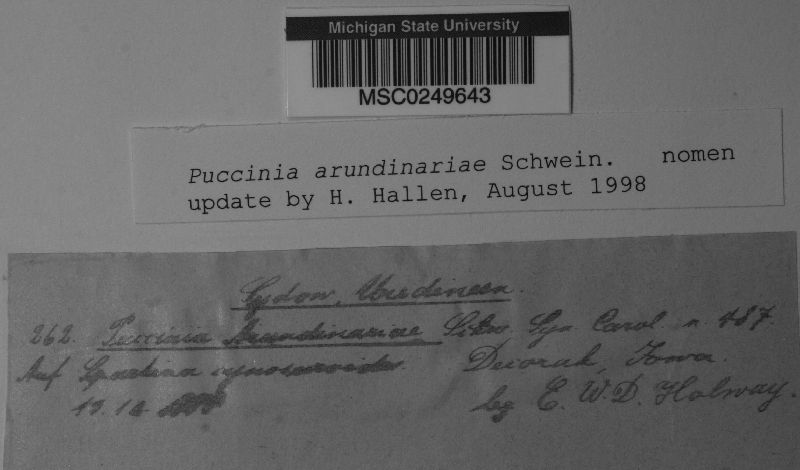 Michigan State University
MSC0249643
Puccinia arundinariae Schwein. nomen
update by H. Hallen, August 1998
Sydow, Uredineen.
262. Puccinia Arundinariae Schw. Syn. Carol. n. 487.
Auf Spartina cynosuroides Decorah, Iowa.
leg E. W. D. Holway.